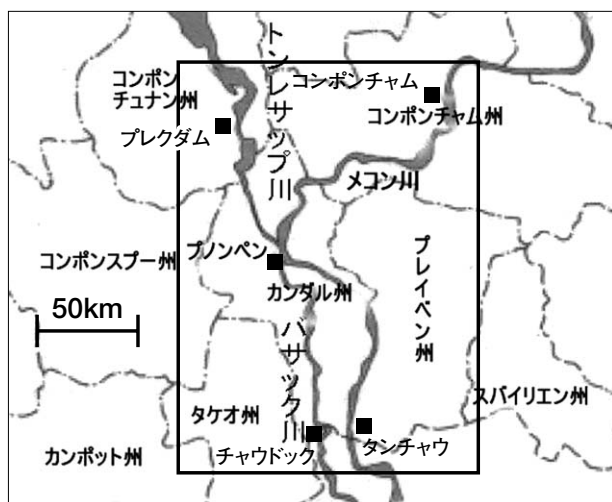 コンポン
チュナン州
トンレサップ川
コンポンチャム
コンポンチャム州
プレクダム
メコン川
コンポンスプー州
プノンペン
カンダル州
プレイベン州
50km
バサック川
スバイリエン州
タケオ州
チャウドック
タンチャウ
カンポット州